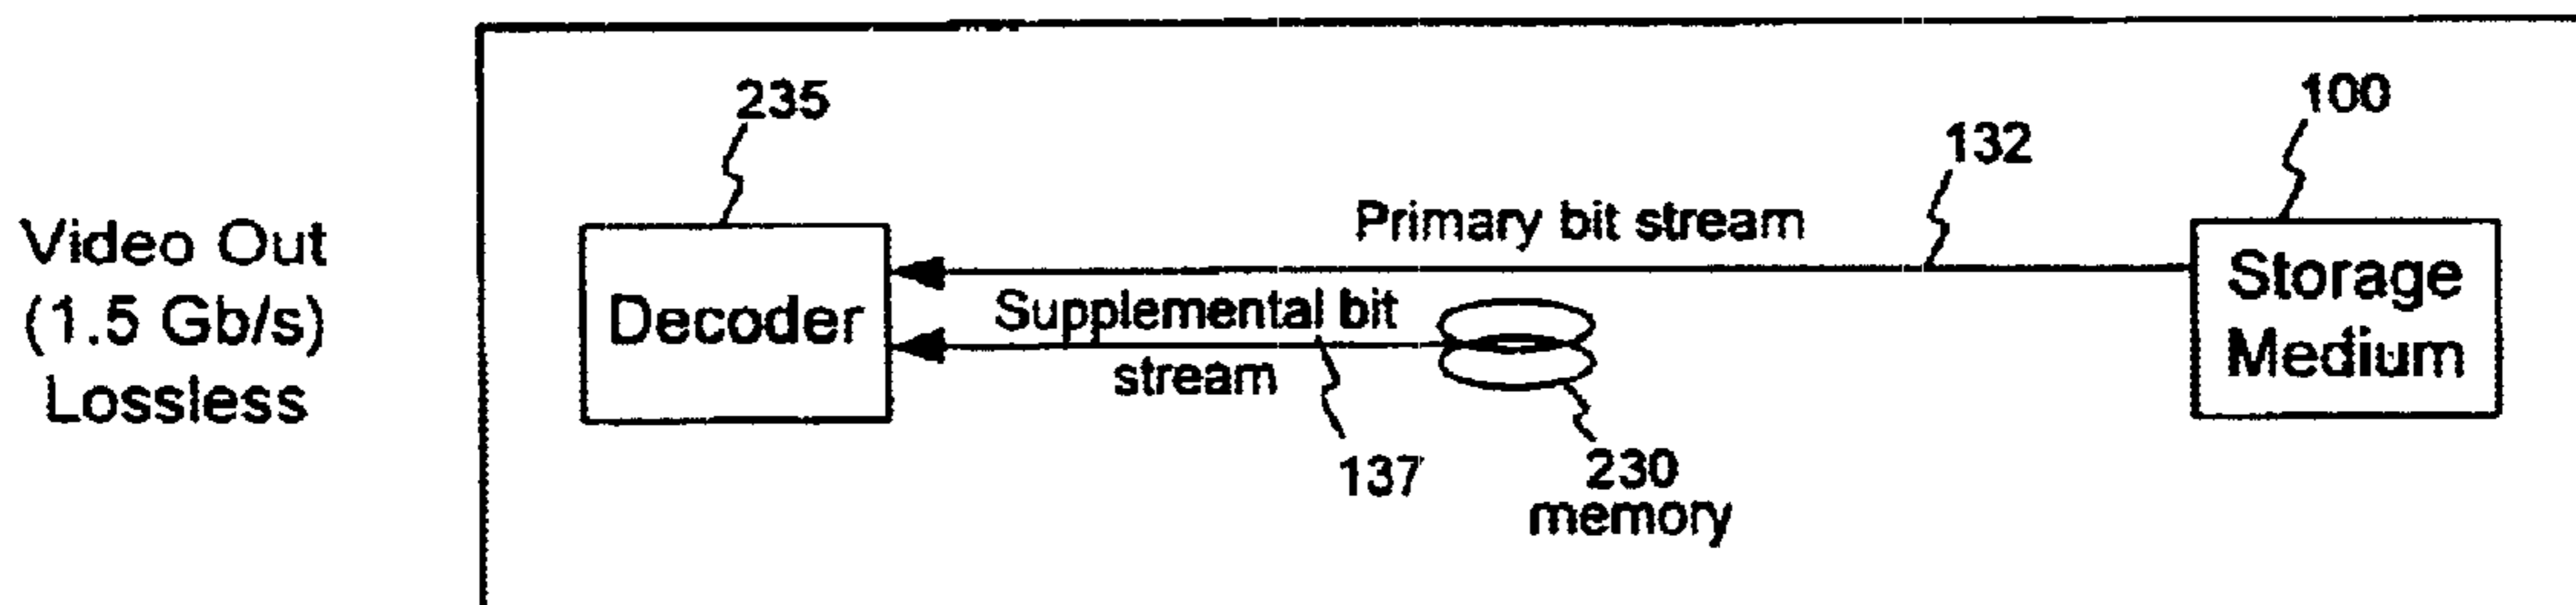 Video Out
(1.5 Gb/s)
Lossless
235
Decoder
Primary bit stream
132
100
Storage
Medium
Supplemental bit
stream
137
230
memory